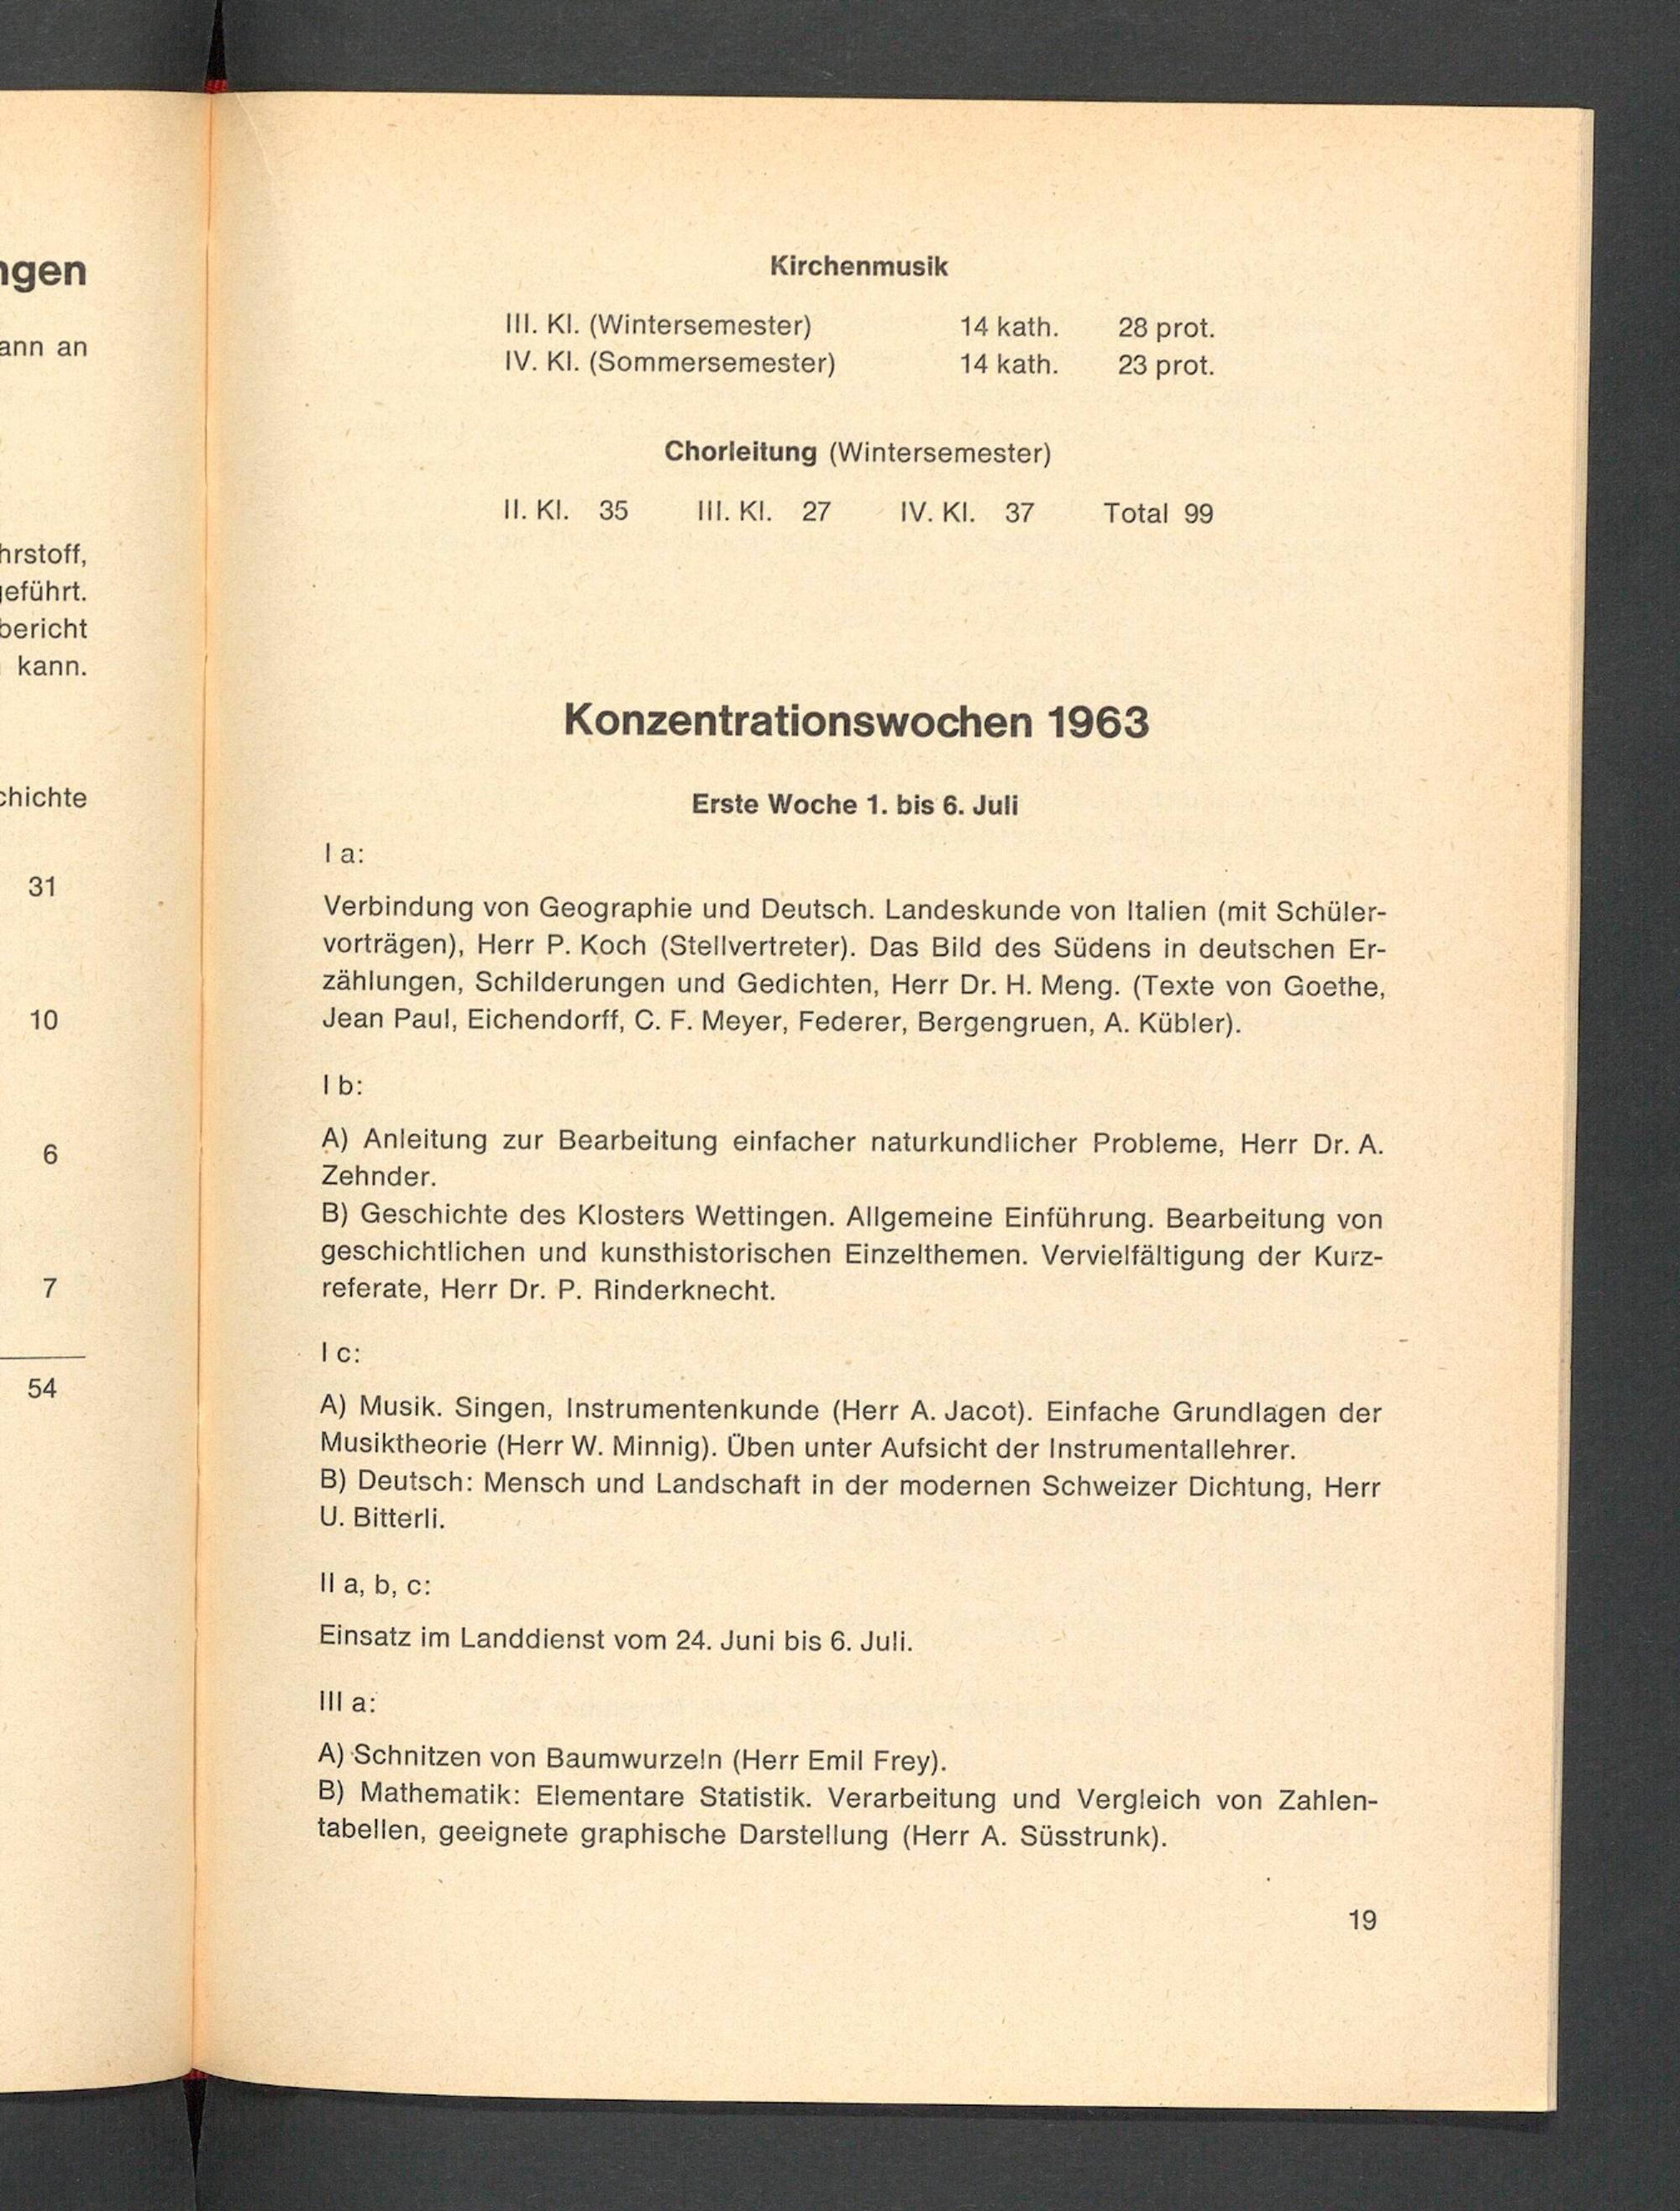 ngen
ann an
hrstoff,
geführt.
bericht
kann.
chichte
31
10
6
7
54
Kirchenmusik
III. Kl. (Wintersemester) 14 kath. 28 prot.
IV. Kl. (Sommersemester) 14 kath. 23 prot.
Chorleitung (Wintersemester)
II. Kl. 35 III. Kl. 27 IV. Kl. 37 Total 99
Konzentrationswochen 1963
Erste Woche 1. bis 6. Juli
I a:
Verbindung von Geographie und Deutsch. Landeskunde von Italien (mit Schüler-
vorträgen), Herr P. Koch (Stellvertreter). Das Bild des Südens in deutschen Er-
zählungen, Schilderungen und Gedichten, Herr Dr. H. Meng. (Texte von Goethe,
Jean Paul, Eichendorff, C. F. Meyer, Federer, Bergengruen, A. Kübler).
I b:
A) Anleitung zur Bearbeitung einfacher naturkundlicher Probleme, Herr Dr. A.
Zehnder.
B) Geschichte des Klosters Wettingen. Allgemeine Einführung. Bearbeitung von
geschichtlichen und kunsthistorischen Einzelthemen. Vervielfältigung der Kurz-
referate, Herr Dr. P. Rinderknecht.
I c:
A) Musik. Singen, Instrumentenkunde (Herr A. Jacot). Einfache Grundlagen der
Musiktheorie (Herr W. Minnig). Üben unter Aufsicht der Instrumentallehrer.
B) Deutsch: Mensch und Landschaft in der modernen Schweizer Dichtung, Herr
U. Bitterli.
II a, b, c:
Einsatz im Landdienst vom 24. Juni bis 6. Juli.
III a:
A) Schnitzen von Baumwurzeln (Herr Emil Frey).
B) Mathematik: Elementare Statistik. Verarbeitung und Vergleich von Zahlen-
tabellen, geeignete graphische Darstellung (Herr A. Süsstrunk).
19